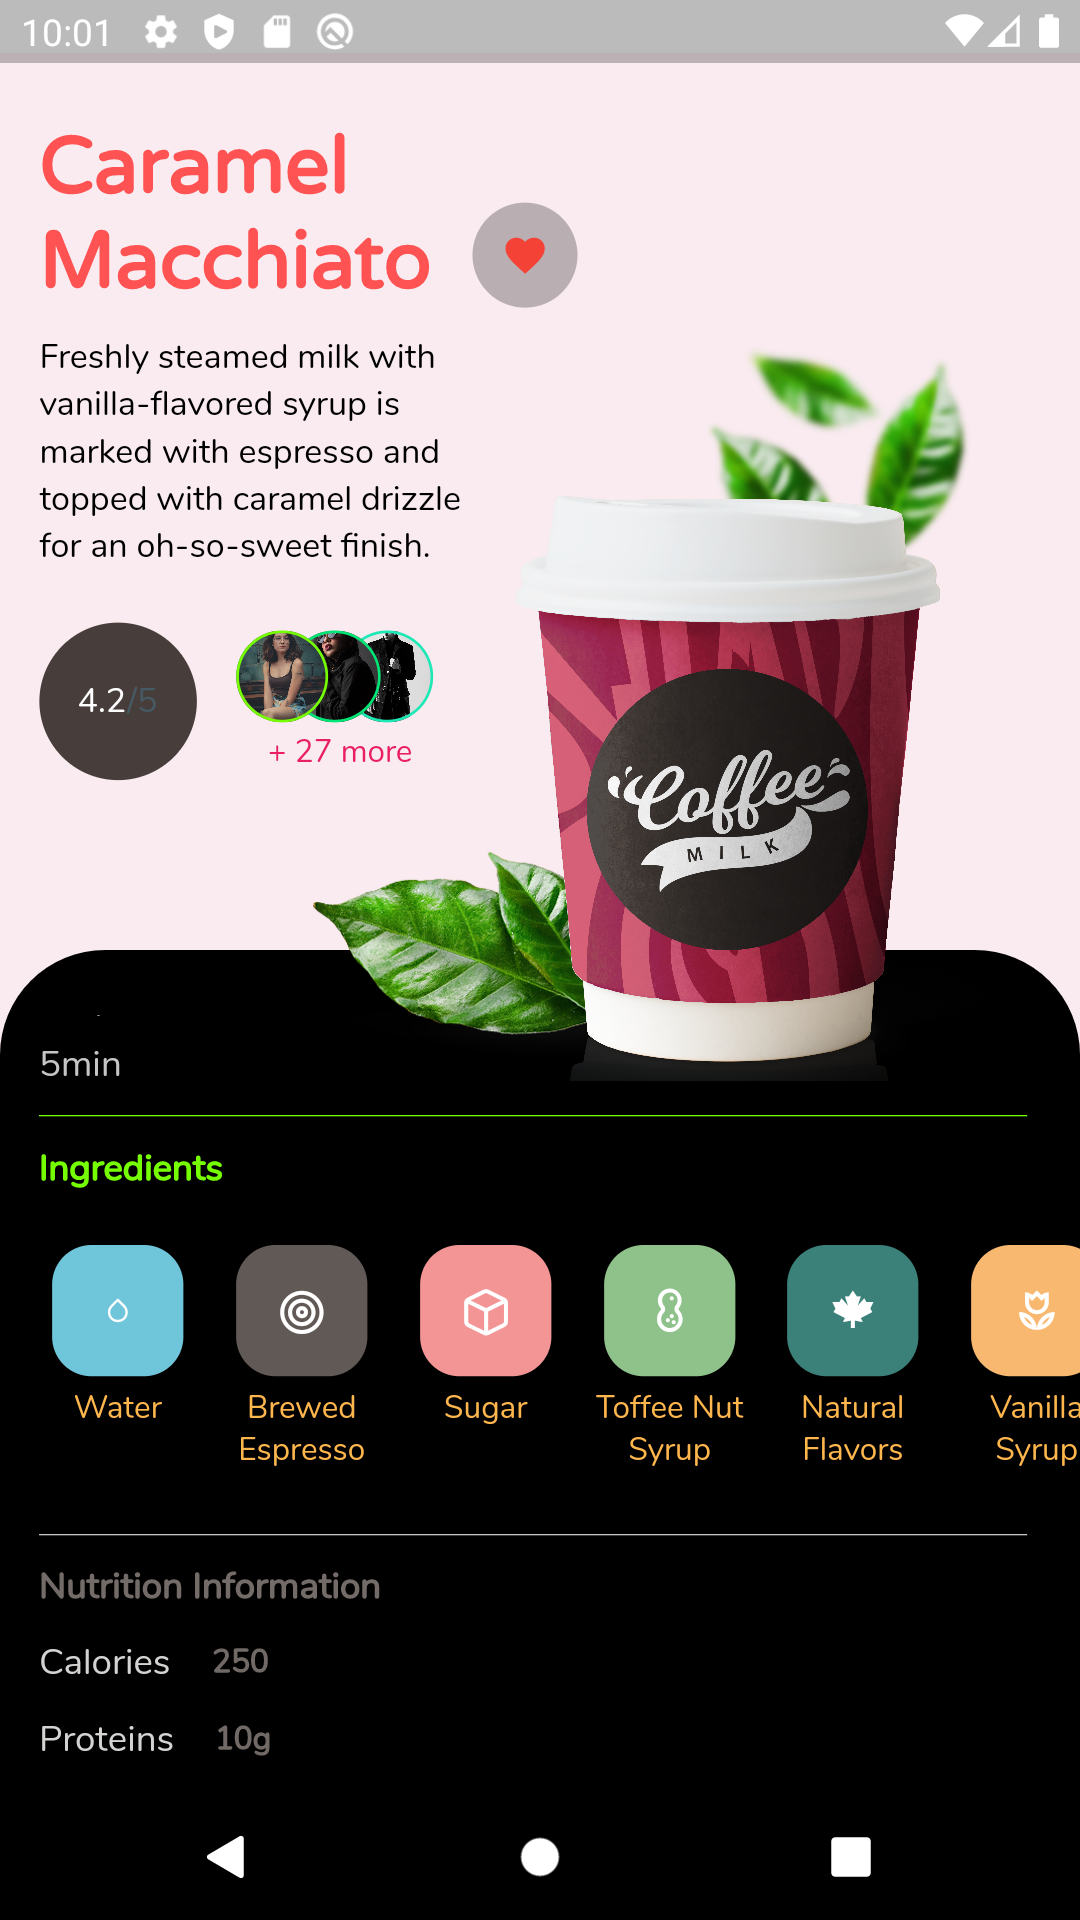 10:01
Caramel
Macchiato
Freshly steamed milk with
vanilla-flavored syrup is
marked with espresso and
topped with caramel drizzle
for an oh-so-sweet finish.
4.2/5
+ 27 more
Coffee
MILK
5min
Ingredients
Water
Brewed
Espresso
Sugar
Toffee Nut
Syrup
Natural
Flavors
Vanilla
Syrup
Nutrition Information
Calories 250
Proteins 10g